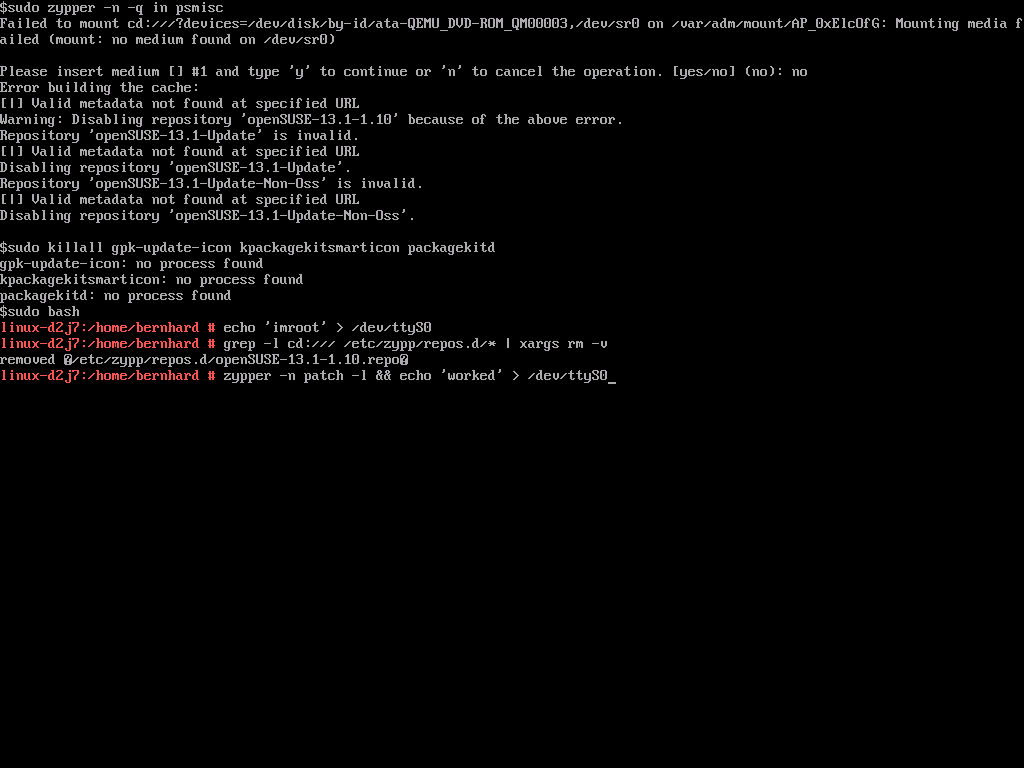 $sudo zypper -n -q in psmisc
Failed to mount cd:///?devices=/dev/disk/by-id/ata-QEMU_DVD-ROM_QM00003,/dev/sr0 on /var/adm/mount/AP_0xElcOfG: Mounting media f
ailed (mount: no medium found on /dev/sr0)
Please insert medium [] #1 and type 'y' to continue or 'n' to cancel the operation. [yes/no] (no): no
Error building the cache:
[|] Valid metadata not found at specified URL
Warning: Disabling repository 'openSUSE-13.1-1.10' because of the above error.
Repository 'openSUSE-13.1-Update' is invalid.
[|] Valid metadata not found at specified URL
Disabling repository 'openSUSE-13.1-Update'.
Repository 'openSUSE-13.1-Update-Non-Oss' is invalid.
[|] Valid metadata not found at specified URL
Disabling repository 'openSUSE-13.1-Update-Non-Oss'.
$sudo killall gpk-update-icon kpackagekitsmarticon packagekitd
gpk-update-icon: no process found
kpackagekitsmarticon: no process found
packagekitd: no process found
$sudo bash
linux-d2j7:/home/bernhard # echo 'imroot' > /dev/ttyS0
linux-d2j7:/home/bernhard # grep -l cd:/// /etc/zypp/repos.d/* | xargs rm -v
removed �/etc/zypp/repos.d/openSUSE-13.1-1.10.repo�
linux-d2j7:/home/bernhard # zypper -n patch -l && echo 'worked' > /dev/ttyS0_